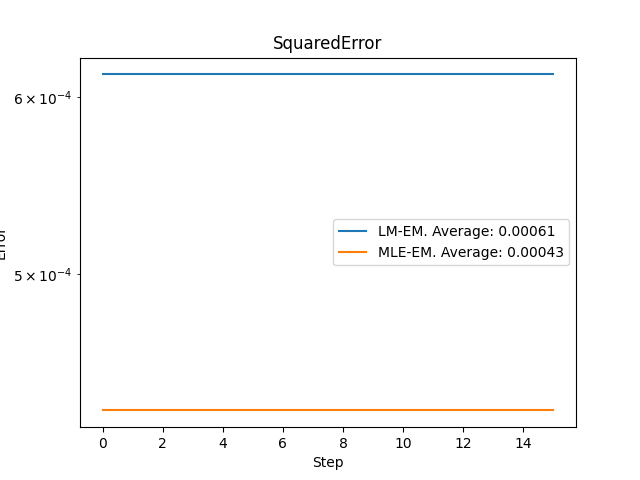 SquaredError
6 × 10⁻⁴
5 × 10⁻⁴
Error
LM-EM. Average: 0.00061
MLE-EM. Average: 0.00043
0 2 4 6 8 10 12 14
Step